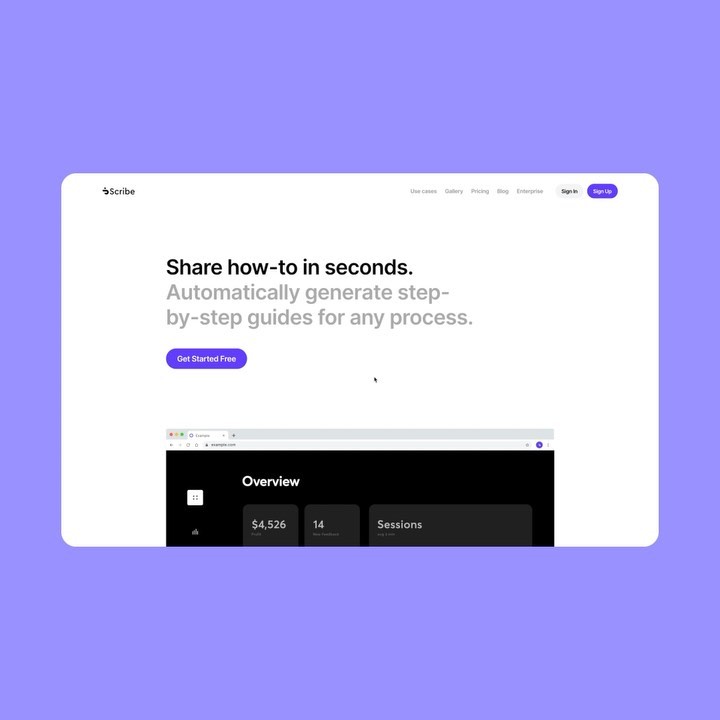 Scribe
Use cases Gallery Pricing Blog Enterprise Sign In Sign Up
Share how-to in seconds.
Automatically generate step-
by-step guides for any process.
Get Started Free
Example
example.com
Overview
$4,526 14 Sessions
Profit New Feedback